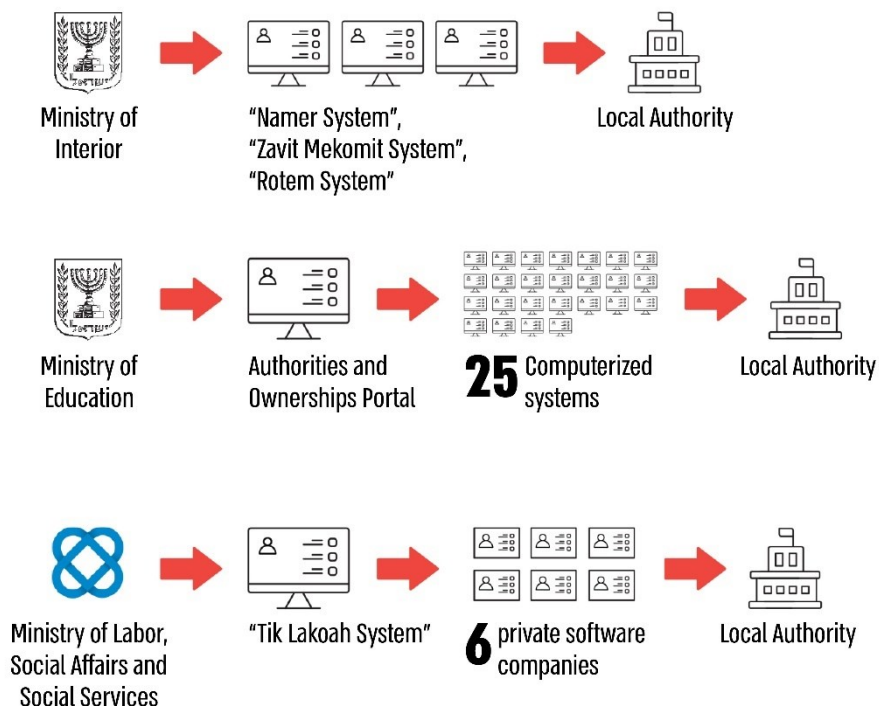 Ministry of
Interior
“Namer System”,
“Zavit Mekomit System”,
“Rotem System”
Local Authority
Ministry of
Education
Authorities and
Ownerships Portal
25 Computerized
systems
Local Authority
Ministry of Labor,
Social Affairs and
Social Services
“Tik Lakoah System”
6 private software
companies
Local Authority